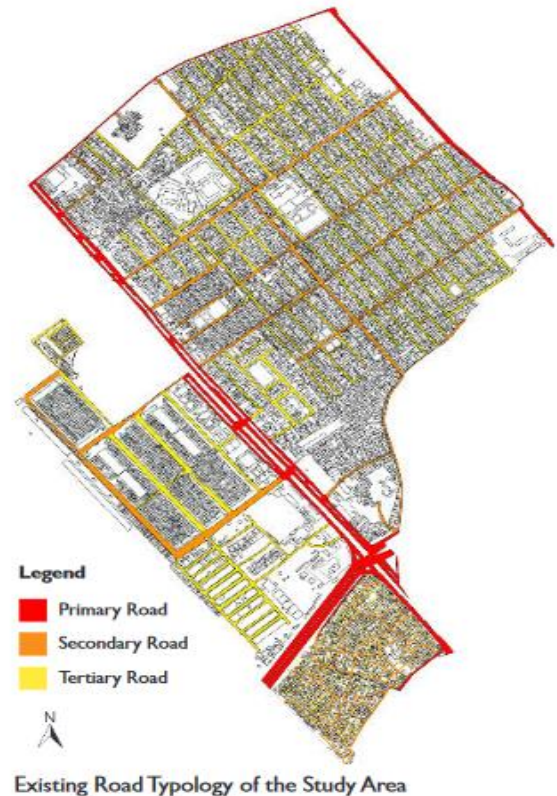 Legend
Primary Road
Secondary Road
Tertiary Road
N
Existing Road Typology of the Study Area